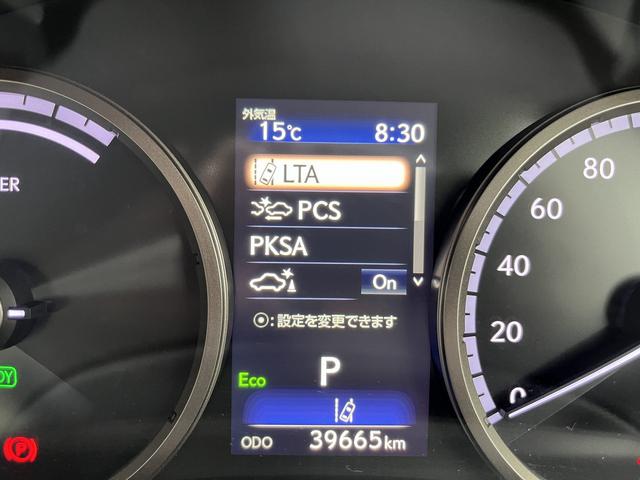 外気温
15℃ 8:30
LTA
PCS
PKSA
On
◉:設定を変更できます
P
Eco
ODO 39665km
80
60
40
20
0
(P)